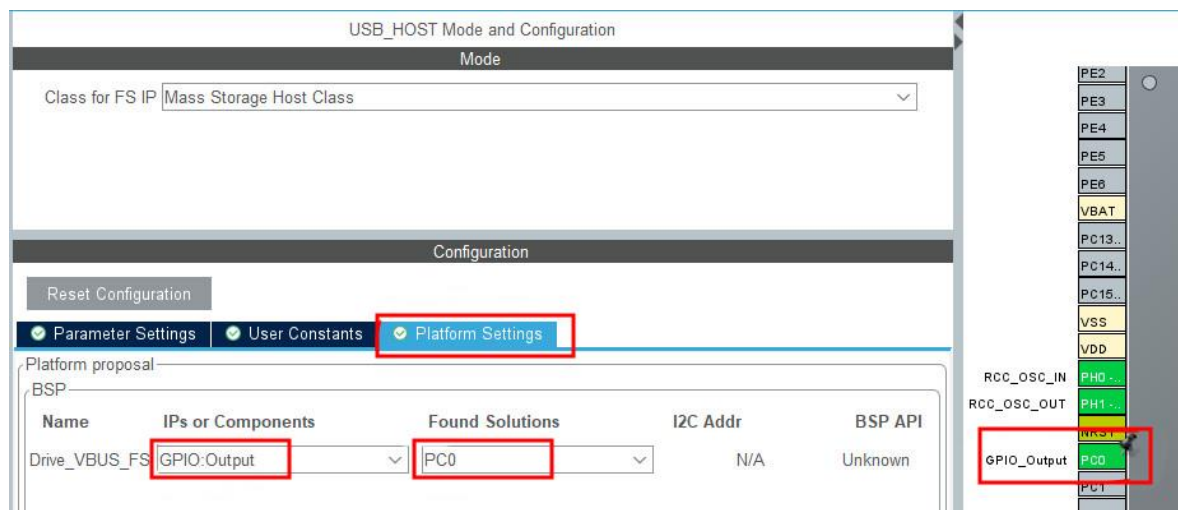 USB_HOST Mode and Configuration
Mode
Class for FS IP Mass Storage Host Class
Configuration
Reset Configuration
Parameter Settings User Constants Platform Settings
Platform proposal
BSP
Name IPs or Components Found Solutions I2C Addr BSP API
Drive_VBUS_FS GPIO:Output PC0 N/A Unknown
PE2
PE3
PE4
PE5
PE6
VBAT
PC13..
PC14..
PC15..
VSS
VDD
RCC_OSC_IN PH0 -..
RCC_OSC_OUT PH1 -..
NRST
GPIO_Output PC0
PC1